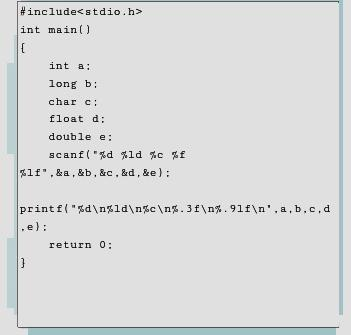 #include<stdio.h>
int main()
{
    int a;
    long b;
    char c;
    float d;
    double e;
    scanf("%d %ld %c %f
%lf",&a,&b,&c,&d,&e);

printf("%d\n%ld\n%c\n%.3f\n%.9lf\n",a,b,c,d
,e);
    return 0;
}